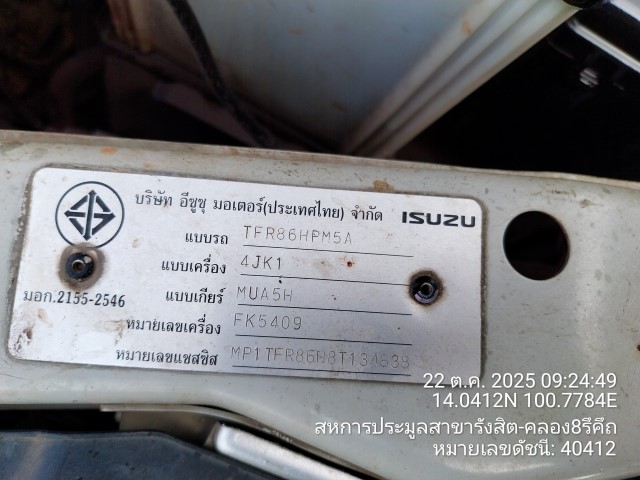 บริษัท อีซูซุ มอเตอร์(ประเทศไทย) จำกัด ISUZU
แบบรถ TFR86HPM5A
แบบเครื่อง 4JK1
แบบเกียร์ MUA5H
มอก.2155-2546
หมายเลขเครื่อง FK5409
หมายเลขแชสซิส
22 ต.ค. 2025 09:24:49
14.0412N 100.7784E
สหการประมูลสาขารังสิต-คลอง8รีคืถ
หมายเลขดัชนี: 40412